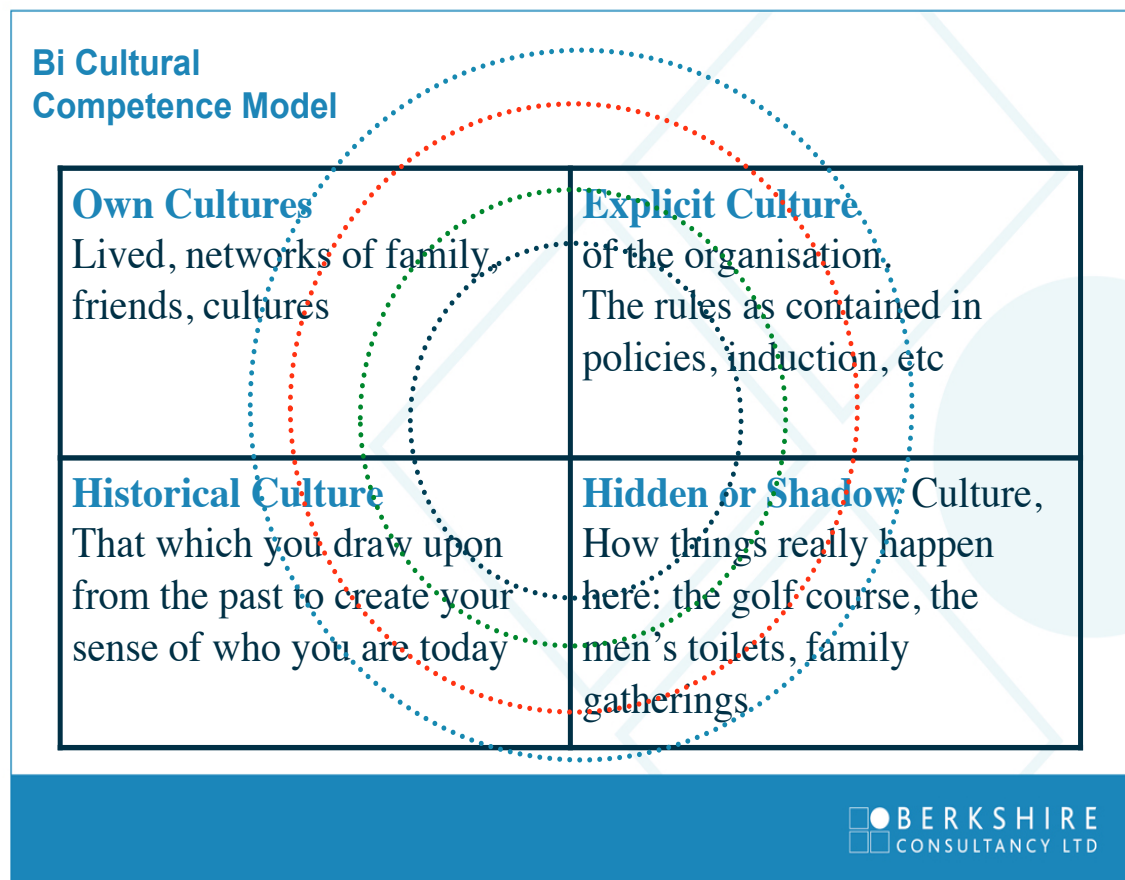 Bi Cultural
Competence Model
Own Cultures
Lived, networks of family,
friends, cultures
Explicit Culture
of the organisation.
The rules as contained in
policies, induction, etc
Historical Culture
That which you draw upon
from the past to create your
sense of who you are today
Hidden or Shadow Culture,
How things really happen
here: the golf course, the
men’s toilets, family
gatherings
BERKSHIRE
CONSULTANCY LTD